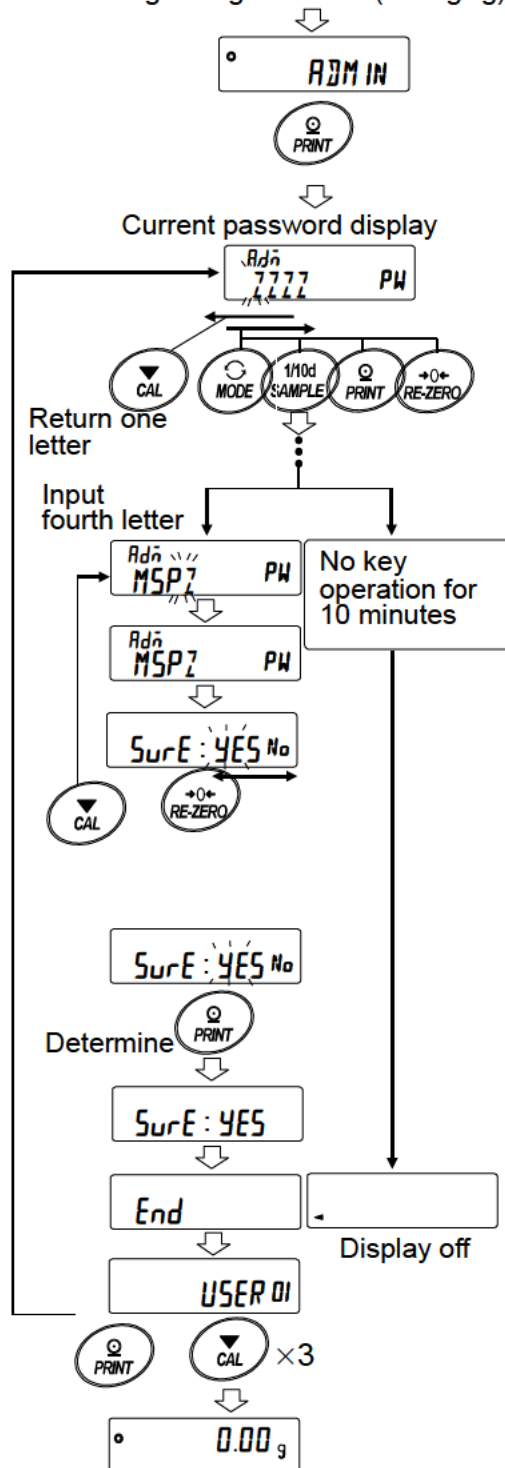 ADMIN
PRINT
Current password display
Adm
ZZZZ PW
CAL
MODE
1/10d
SAMPLE
PRINT
→0←
RE-ZERO
Return one
letter
Input
fourth letter
Adm
MSPZ PW
No key
operation for
10 minutes
Adm
MSPZ PW
SurE : YES No
CAL
→0←
RE-ZERO
SurE : YES No
PRINT
Determine
SurE : YES
End
Display off
USER 01
PRINT
CAL
×3
0.00 g